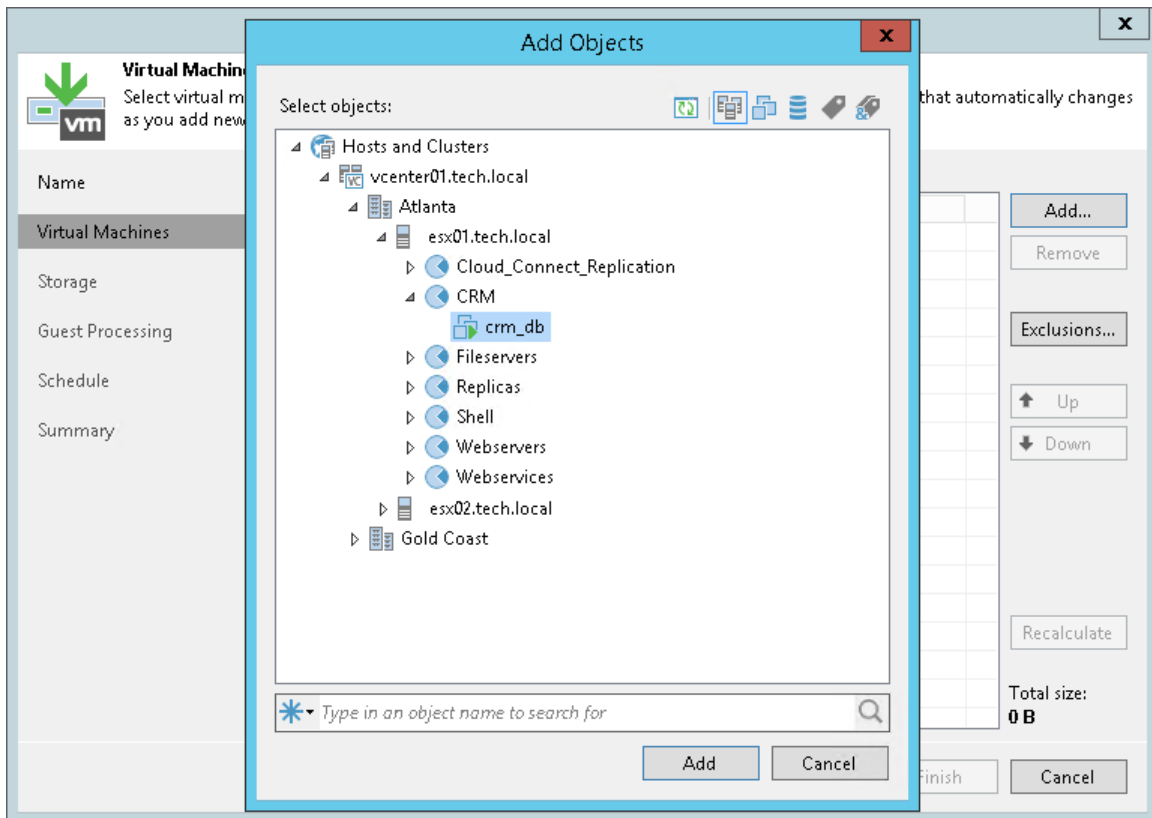 X
Add Objects
X
Virtual Machin
Select virtual m
that automatically changes
as you add new
vm
Select objects:
Name
Virtual Machines
Storage
Guest Processing
Schedule
Summary
Hosts and Clusters
VC
vcenter01.tech.local
Atlanta
esx01.tech.local
Cloud_Connect_Replication
CRM
crm_db
Fileservers
Replicas
Shell
Webservers
Webservices
esx02.tech.local
Gold Coast
Type in an object name to search for
Add
Cancel
Add...
Remove
Exclusions...
Up
Down
Recalculate
Total size:
0 B
Finish
Cancel